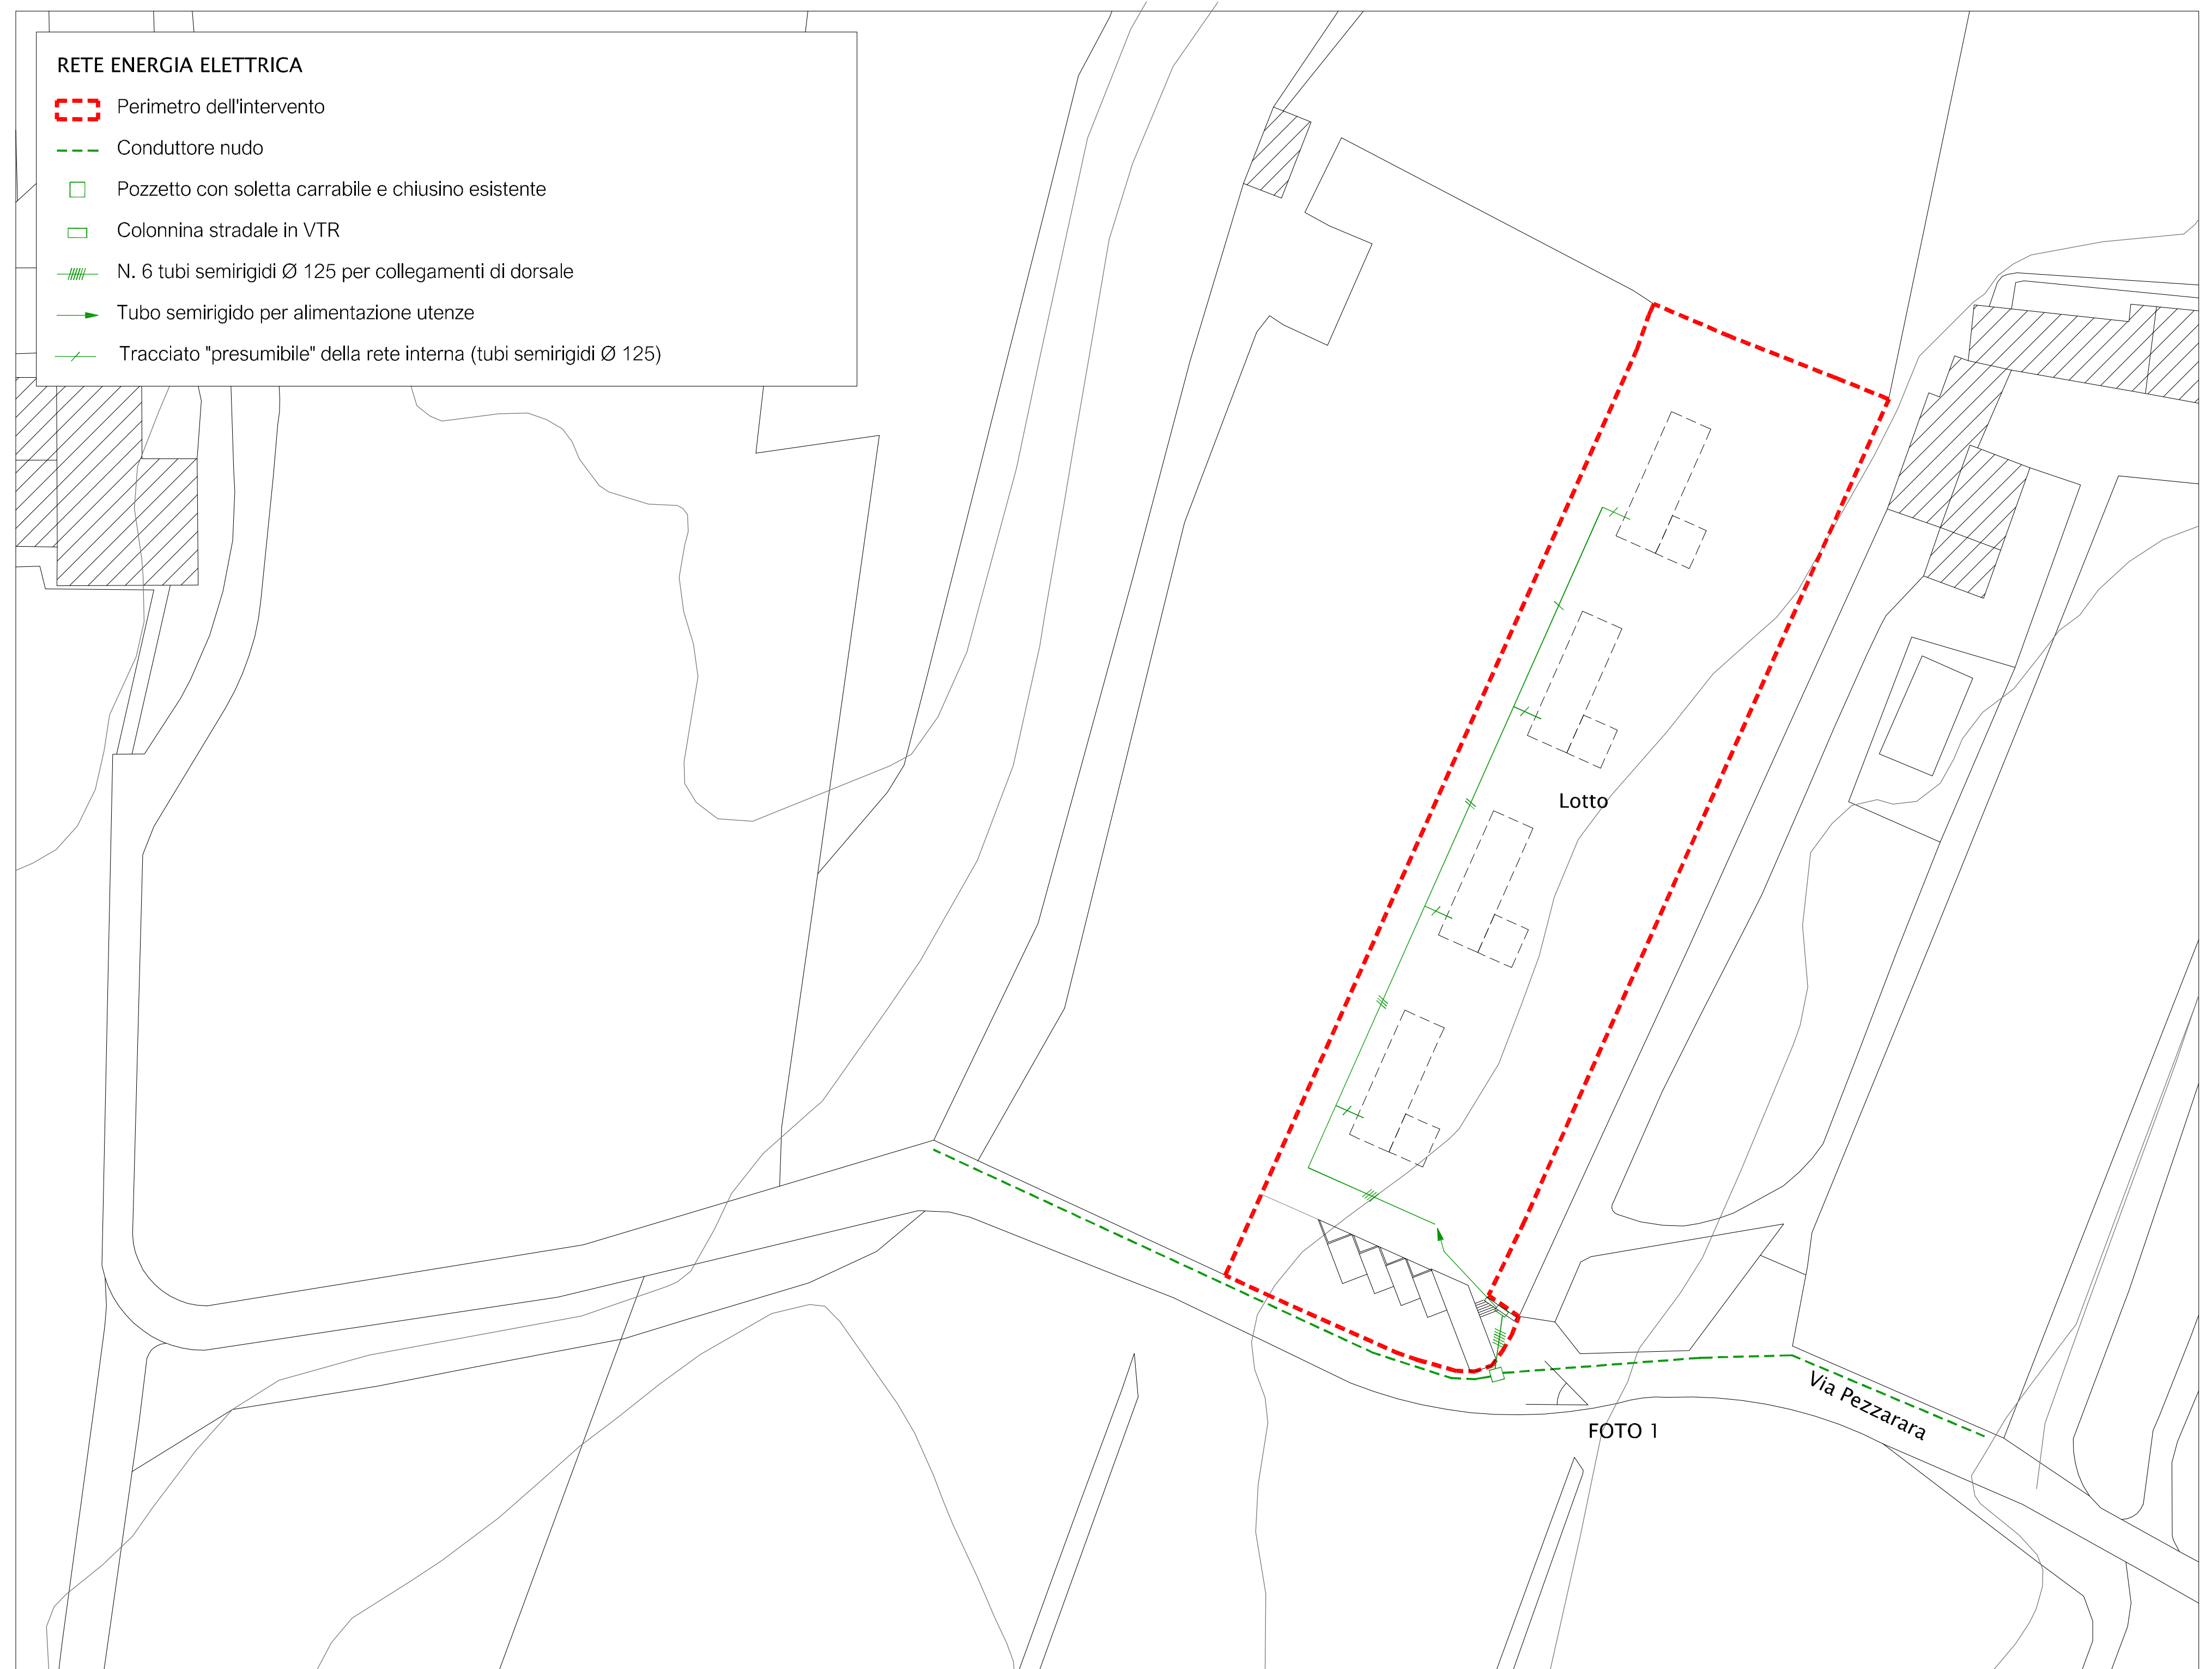 RETE ENERGIA ELETTRICA
Perimetro dell'intervento
Conduttore nudo
Pozzetto con soletta carrabile e chiusino esistente
Colonnina stradale in VTR
N. 6 tubi semirigidi Ø 125 per collegamenti di dorsale
Tubo semirigido per alimentazione utenze
Tracciato "presumibile" della rete interna (tubi semirigidi Ø 125)
Lotto
Via Pezzarara
FOTO 1